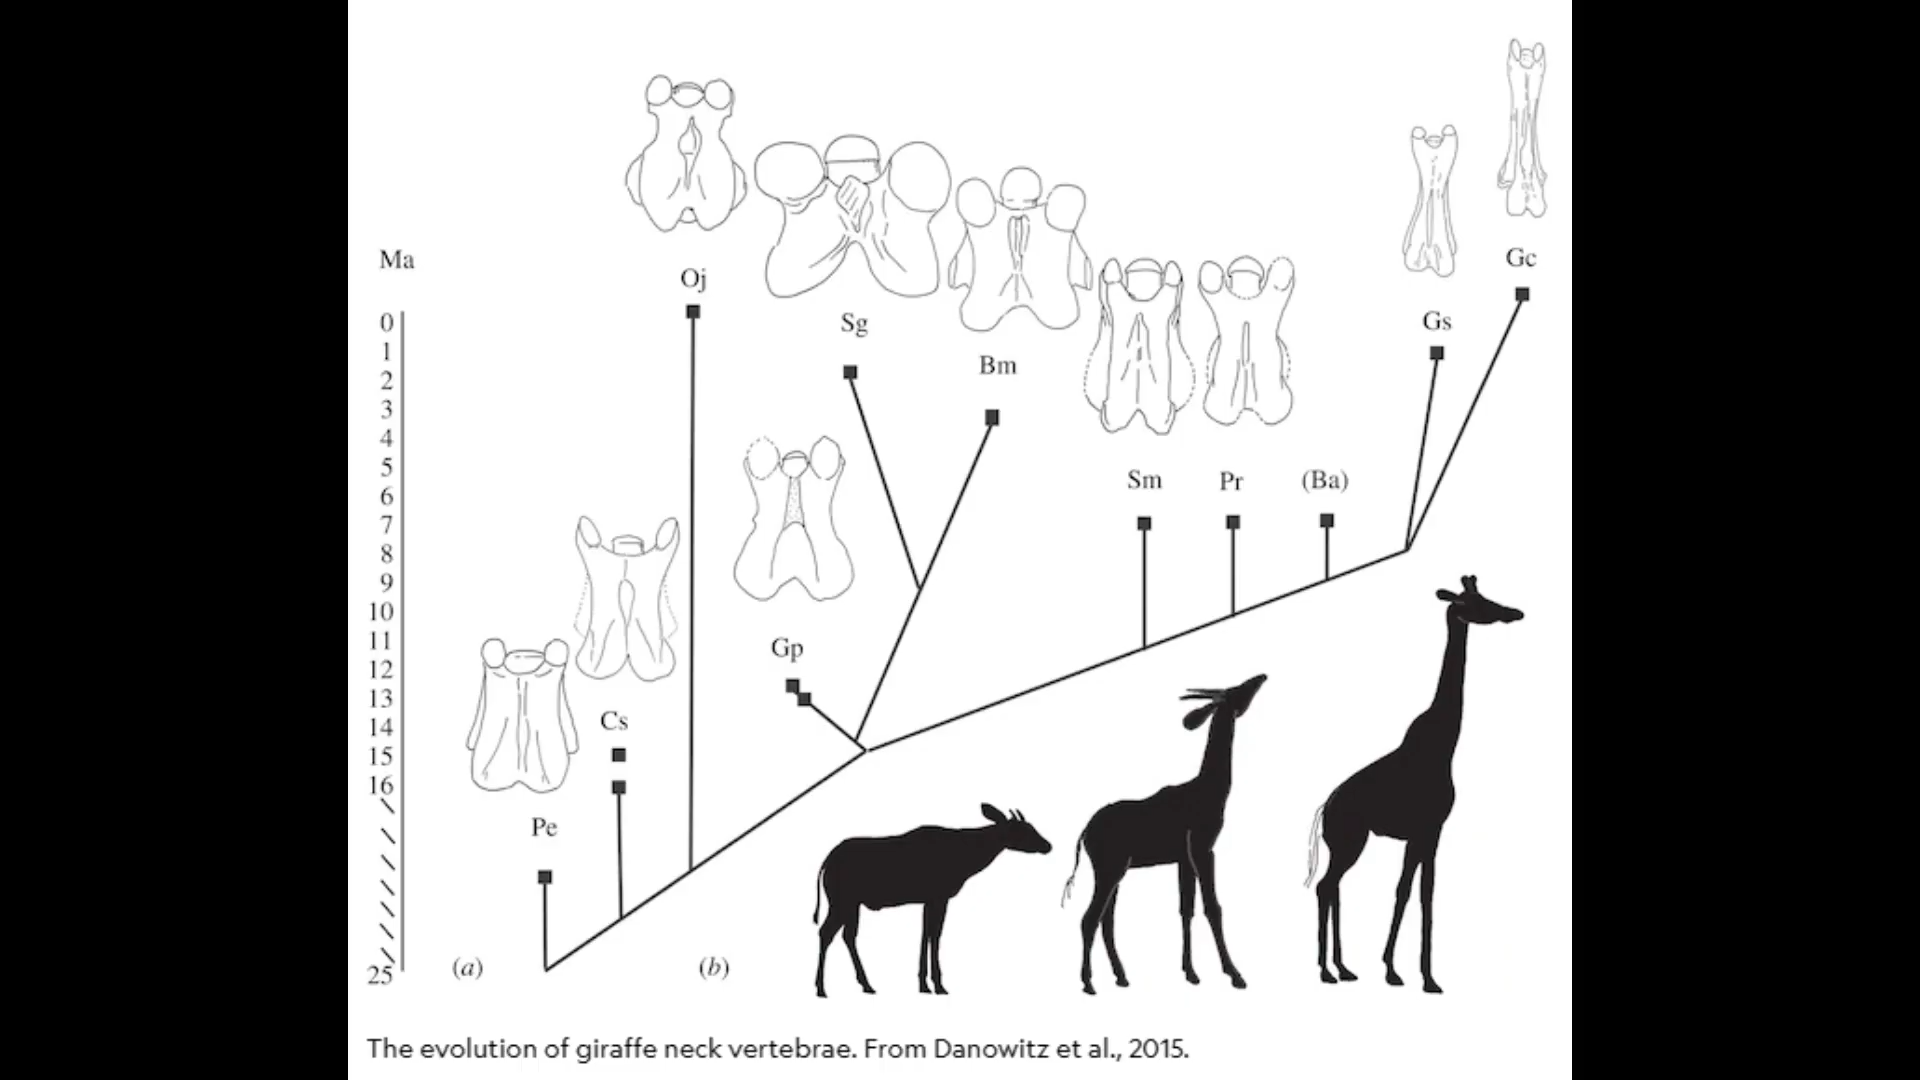 Ma
0
1
2
3
4
5
6
7
8
9
10
11
12
13
14
15
16
25
Oj
Sg
Bm
Gs
Gc
Sm
Pr
(Ba)
Gp
Cs
Pe
(a)
(b)
The evolution of giraffe neck vertebrae. From Danowitz et al., 2015.